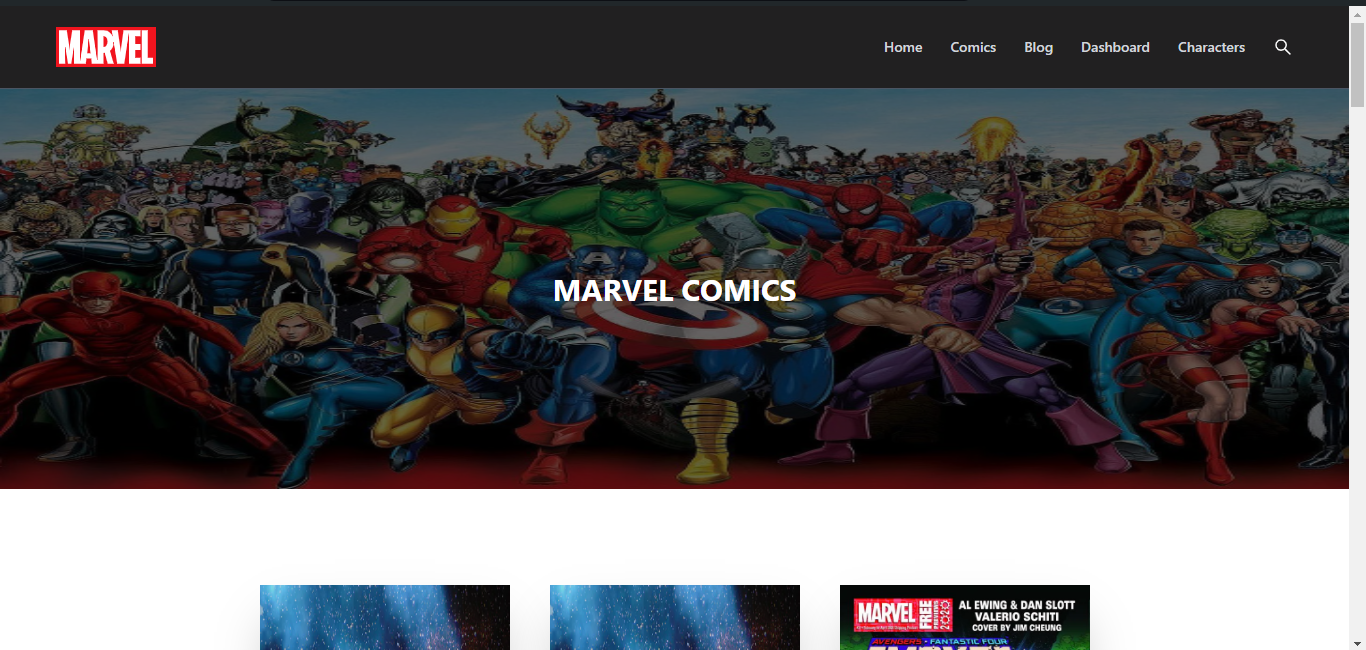 MARVEL
Home
Comics
Blog
Dashboard
Characters
MARVEL COMICS
MARVEL
FREE
PREVIEWS
2020
AL EWING & DAN SLOTT
VALERIO SCHITI
COVER BY JIM CHEUNG
AVENGERS • FANTASTIC FOUR